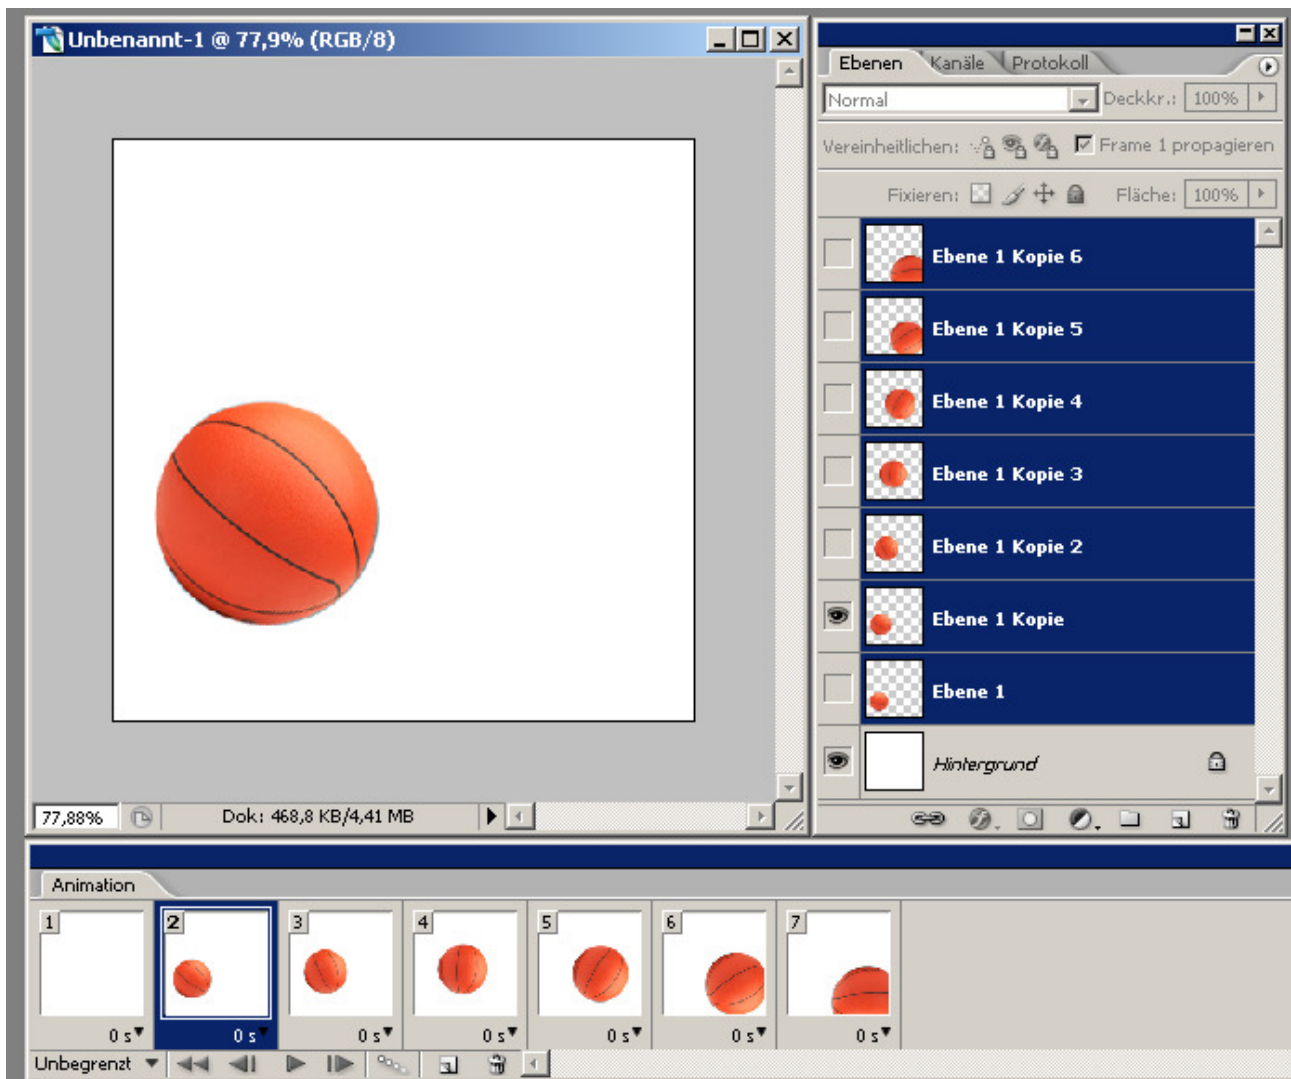 Unbenannt-1 @ 77,9% (RGB/8)
Ebenen Kanäle Protokoll
Normal Deckkr.: 100%
Vereinheitlichen: Frame 1 propagieren
Fixieren: Fläche: 100%
Ebene 1 Kopie 6
Ebene 1 Kopie 5
Ebene 1 Kopie 4
Ebene 1 Kopie 3
Ebene 1 Kopie 2
Ebene 1 Kopie
Ebene 1
Hintergrund
77,88% Dok: 468,8 KB/4,41 MB
Animation
1 2 3 4 5 6 7
0 s 0 s 0 s 0 s 0 s 0 s 0 s
Unbegrenzt